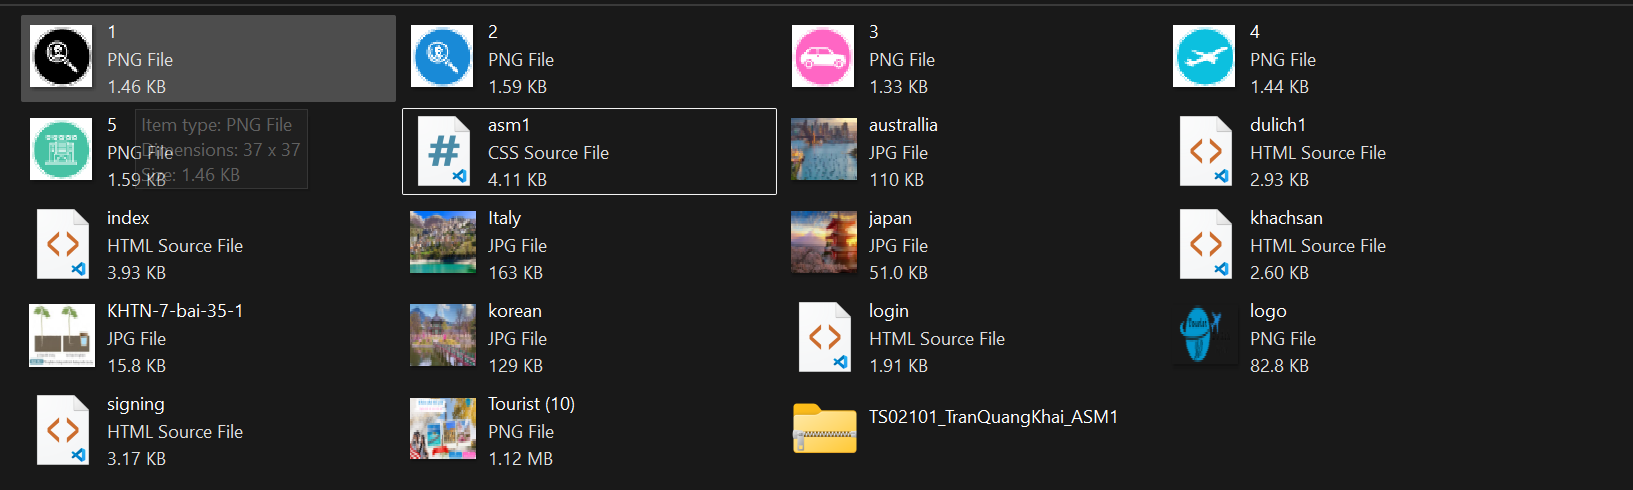 1
PNG File
1.46 KB
2
PNG File
1.59 KB
3
PNG File
1.33 KB
4
PNG File
1.44 KB
5
PNG File
1.59 KB
Item type: PNG File
Dimensions: 37 x 37
Size: 1.46 KB
asm1
CSS Source File
4.11 KB
australlia
JPG File
110 KB
dulich1
HTML Source File
2.93 KB
index
HTML Source File
3.93 KB
Italy
JPG File
163 KB
japan
JPG File
51.0 KB
khachsan
HTML Source File
2.60 KB
KHTN-7-bai-35-1
JPG File
15.8 KB
korean
JPG File
129 KB
login
HTML Source File
1.91 KB
logo
PNG File
82.8 KB
signing
HTML Source File
3.17 KB
Tourist (10)
PNG File
1.12 MB
TS02101_TranQuangKhai_ASM1